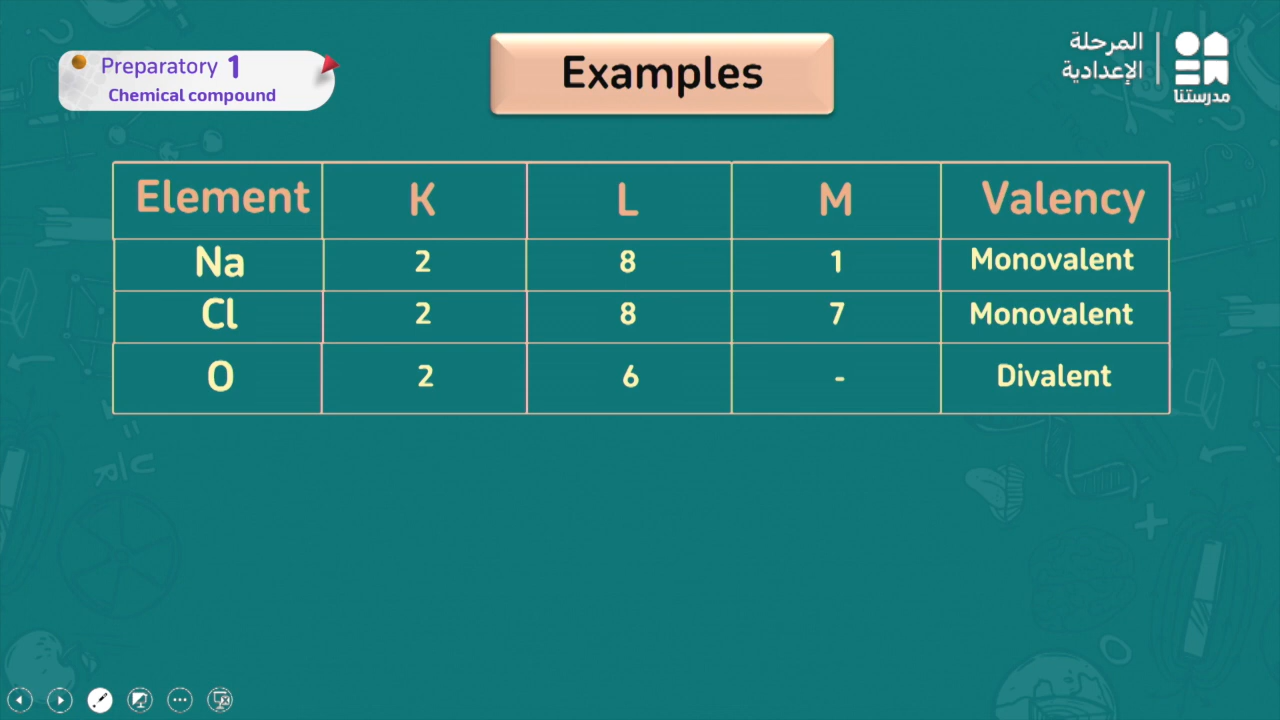 Preparatory 1
Chemical compound
Examples
المرحلة
الإعدادية
مدرستنا
Element K L M Valency
Na 2 8 1 Monovalent
Cl 2 8 7 Monovalent
O 2 6 - Divalent